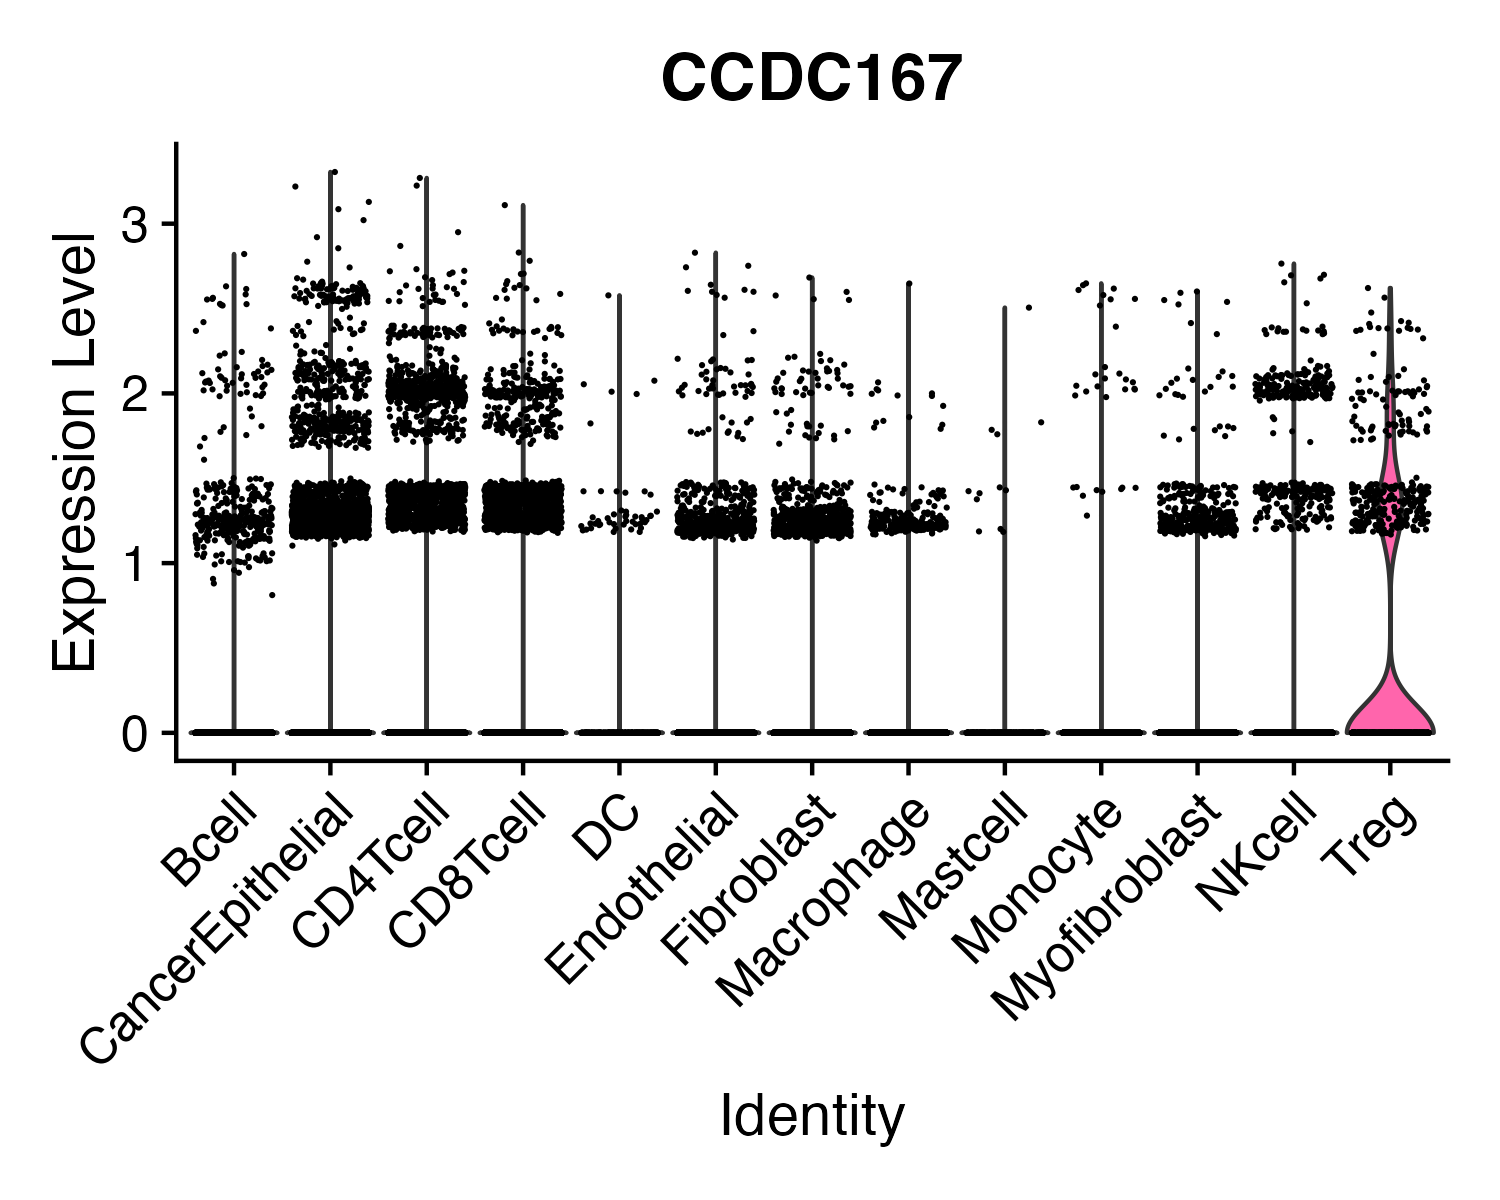 CCDC167
Expression Level
3
2
1
0
Bcell
CancerEpithelial
CD4Tcell
CD8Tcell
DC
Endothelial
Fibroblast
Macrophage
Mastcell
Monocyte
Myofibroblast
NKcell
Treg
Identity